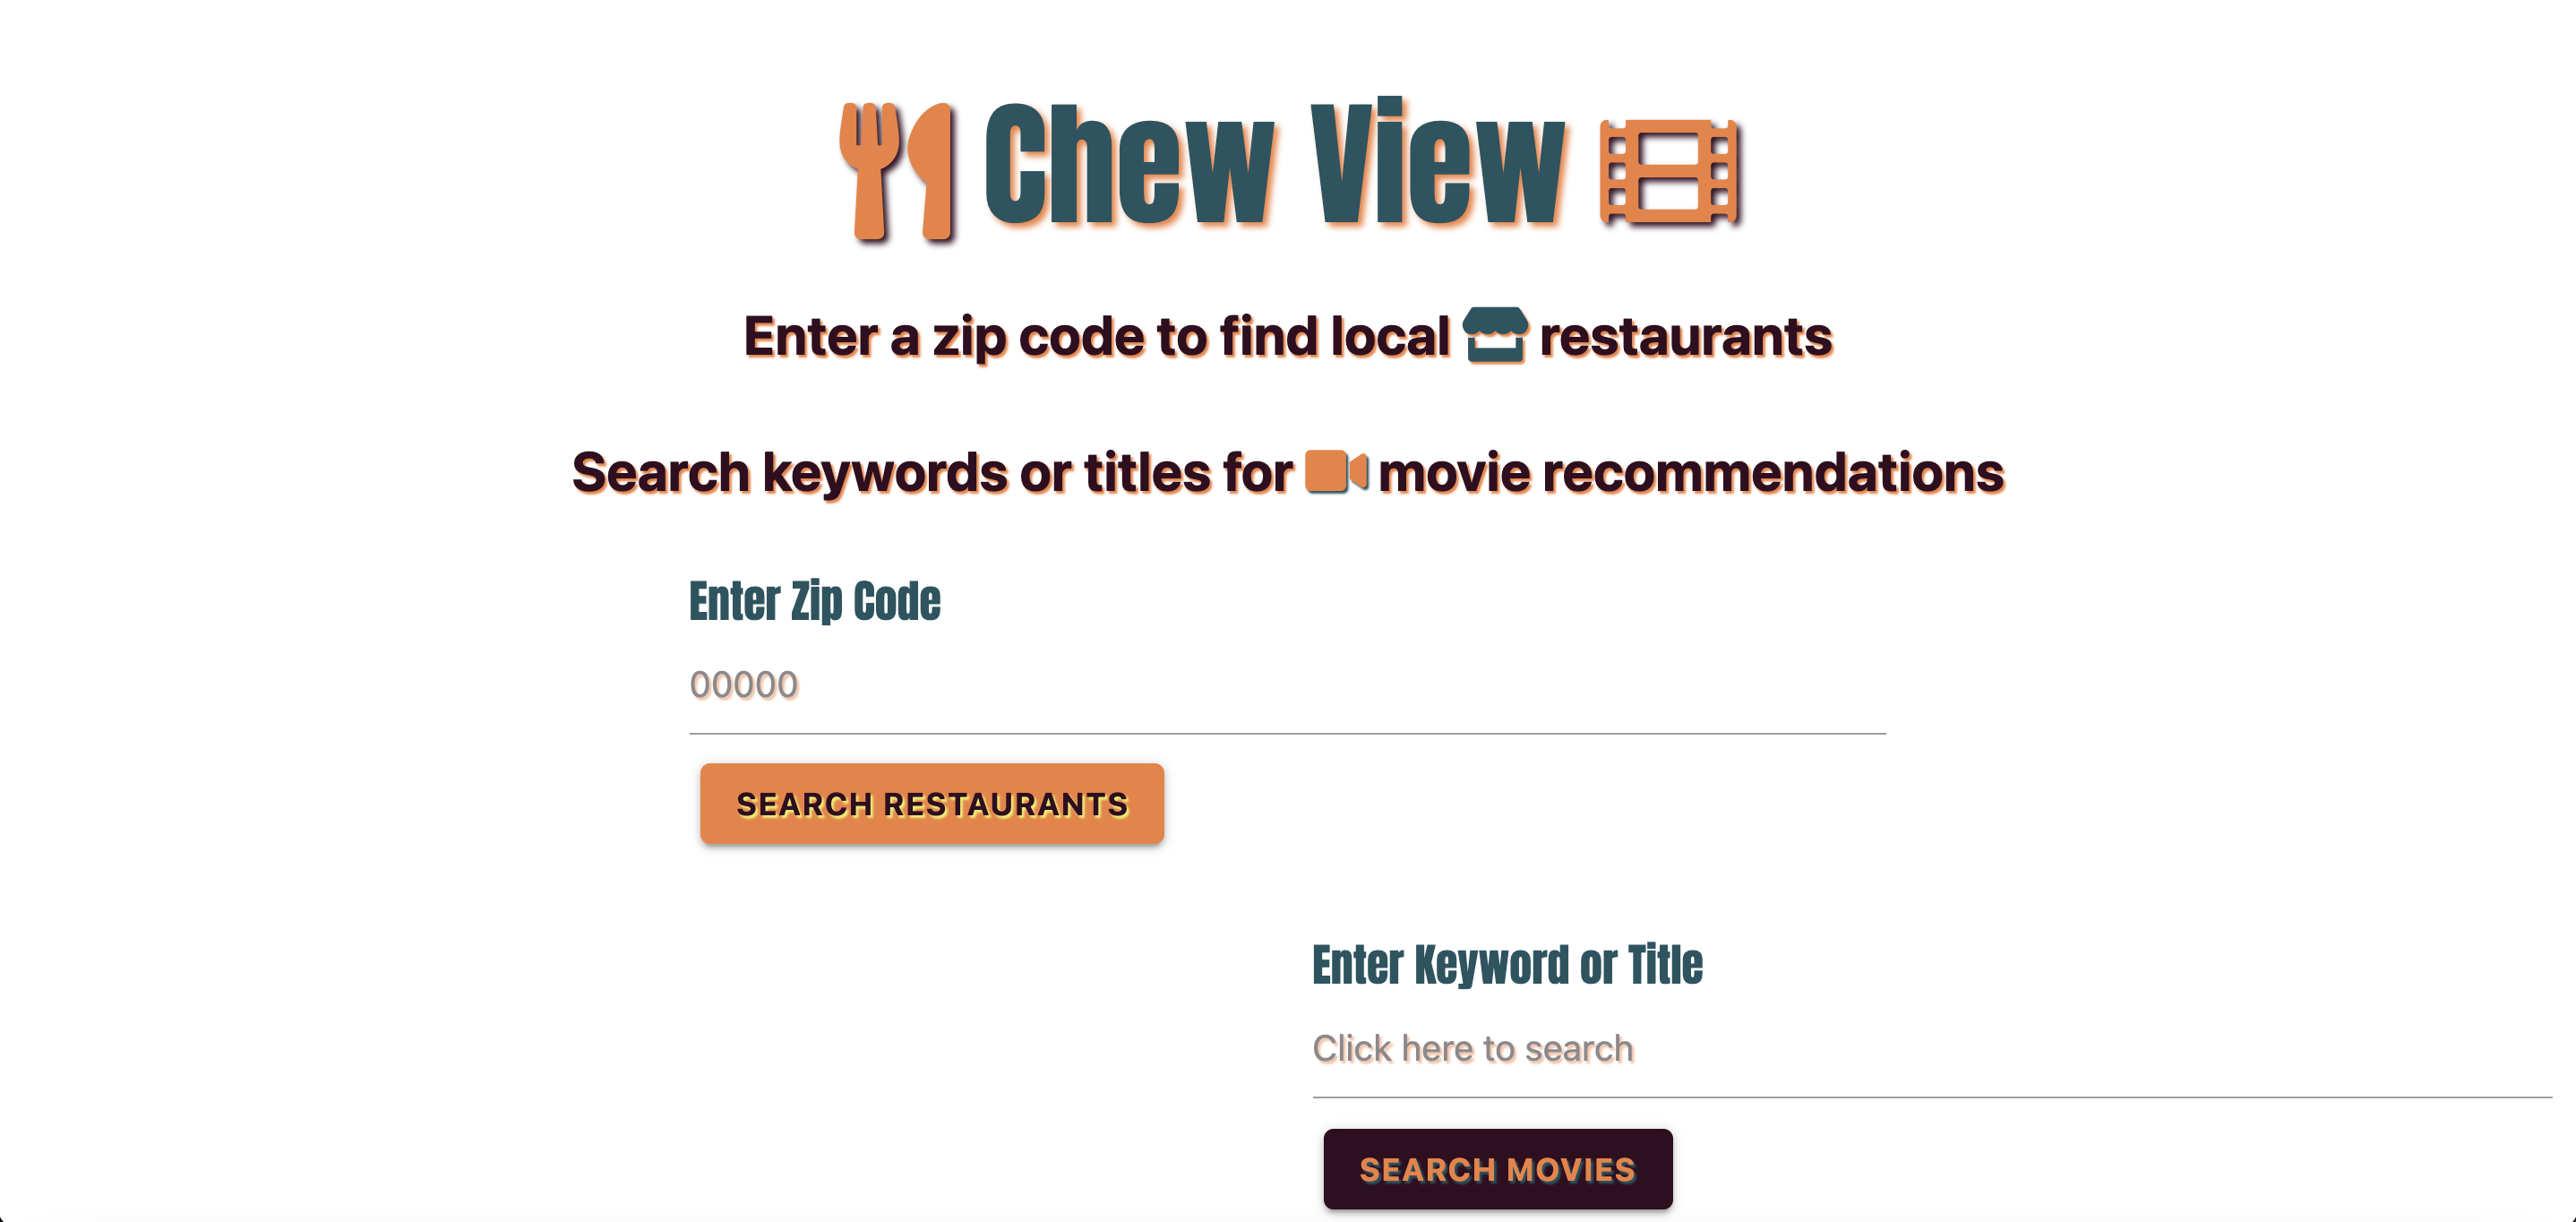 Chew View
Enter a zip code to find local restaurants
Search keywords or titles for movie recommendations
Enter Zip Code
00000
SEARCH RESTAURANTS
Enter Keyword or Title
Click here to search
SEARCH MOVIES